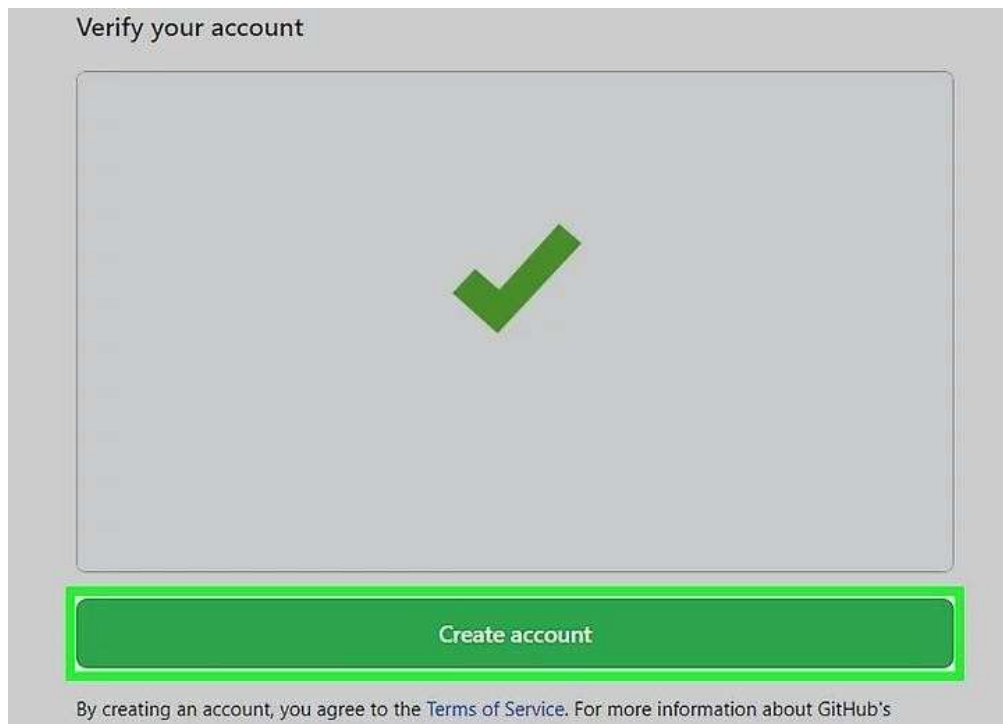 Verify your account
Create account
By creating an account, you agree to the Terms of Service. For more information about GitHub's